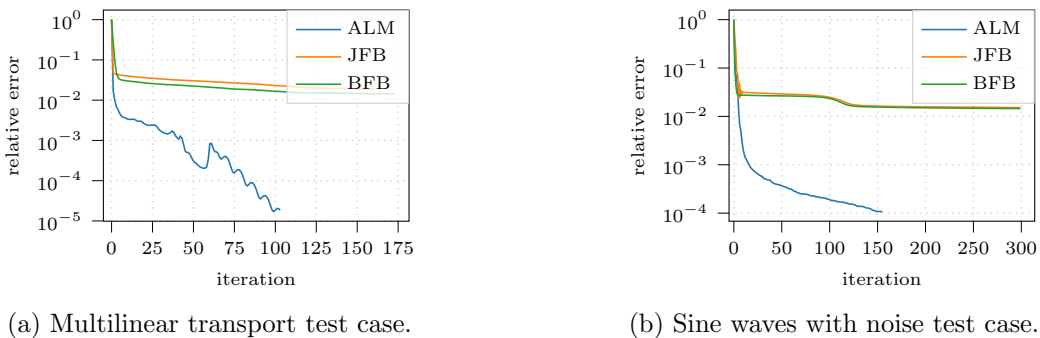 10^0
10^−1
10^−2
10^−3
10^−4
10^−5
relative error
0 25 50 75 100 125 150 175
iteration
ALM
JFB
BFB
(a) Multilinear transport test case.
10^0
10^−1
10^−2
10^−3
10^−4
relative error
0 50 100 150 200 250 300
iteration
ALM
JFB
BFB
(b) Sine waves with noise test case.